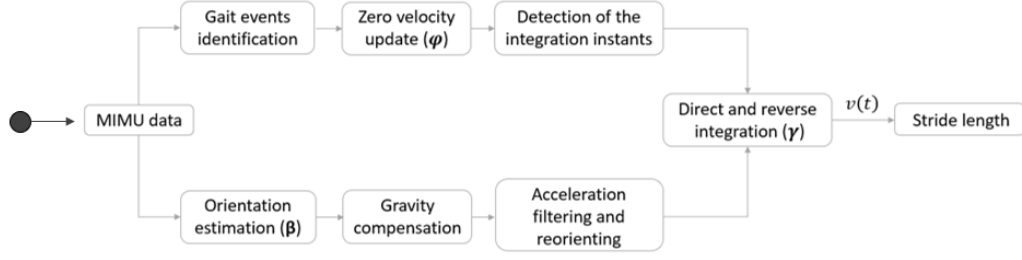 Gait events
identification
Zero velocity
update (φ)
Detection of the
integration instants
MIMU data
Direct and reverse
integration (γ)
v(t)
Stride length
Orientation
estimation (β)
Gravity
compensation
Acceleration
filtering and
reorienting